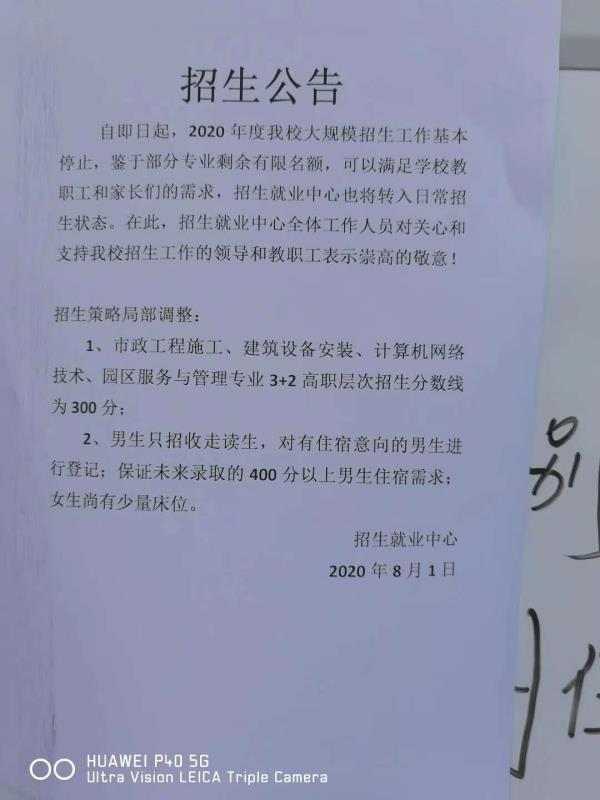 招生公告
自即日起，2020 年度我校大规模招生工作基本
停止，鉴于部分专业剩余有限名额，可以满足学校教
职工和家长们的需求，招生就业中心也将转入日常招
生状态。在此，招生就业中心全体工作人员对关心和
支持我校招生工作的领导和教职工表示崇高的敬意！
招生策略局部调整：
1、市政工程施工、建筑设备安装、计算机网络
技术、园区服务与管理专业 3+2 高职层次招生分数线
为 300 分；
2、男生只招收走读生，对有住宿意向的男生进
行登记；保证未来录取的 400 分以上男生住宿需求；
女生尚有少量床位。
招生就业中心
2020 年 8 月 1 日
HUAWEI P40 5G
Ultra Vision LEICA Triple Camera